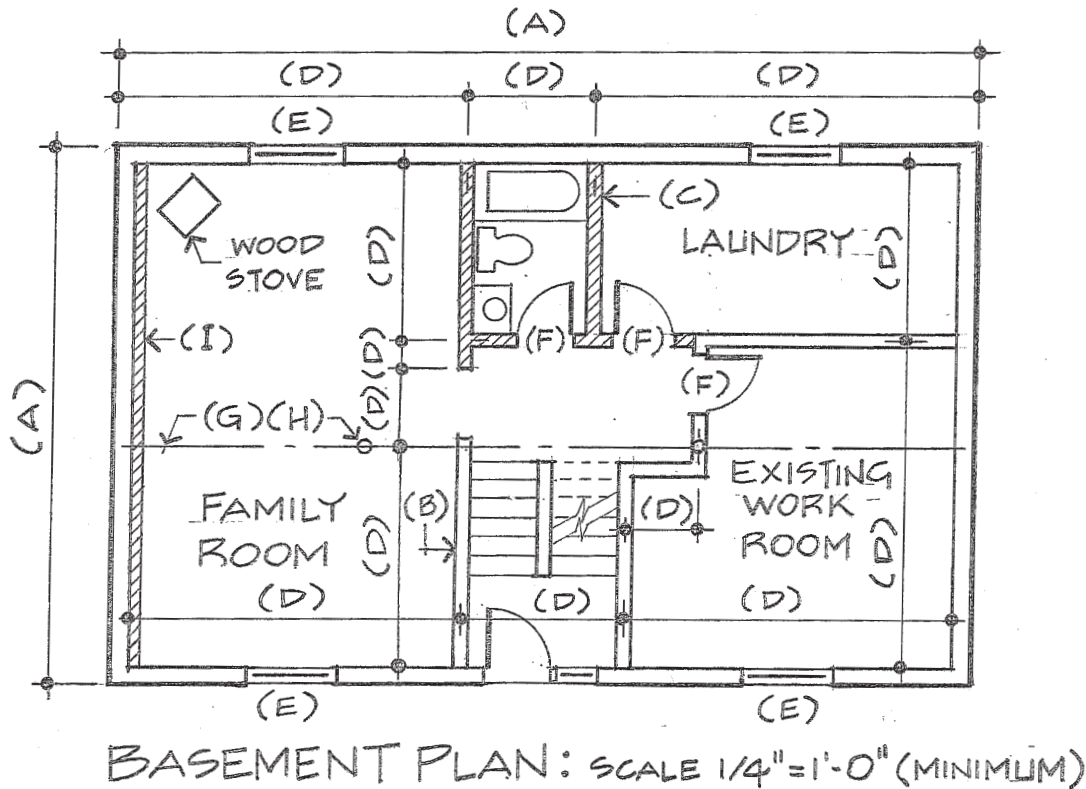 (A)
(D) (D) (D)
(E) (E)
(C)
WOOD
STOVE
(D)
LAUNDRY
(D)
(I)
(D)
(F) (F)
(F)
(A)
(G)(H)
(D)
FAMILY
ROOM
(B)
(D)
(D)
EXISTING
WORK
ROOM
(D)
(D) (D) (D)
(E) (E)
BASEMENT PLAN: SCALE 1/4"=1'-0" (MINIMUM)